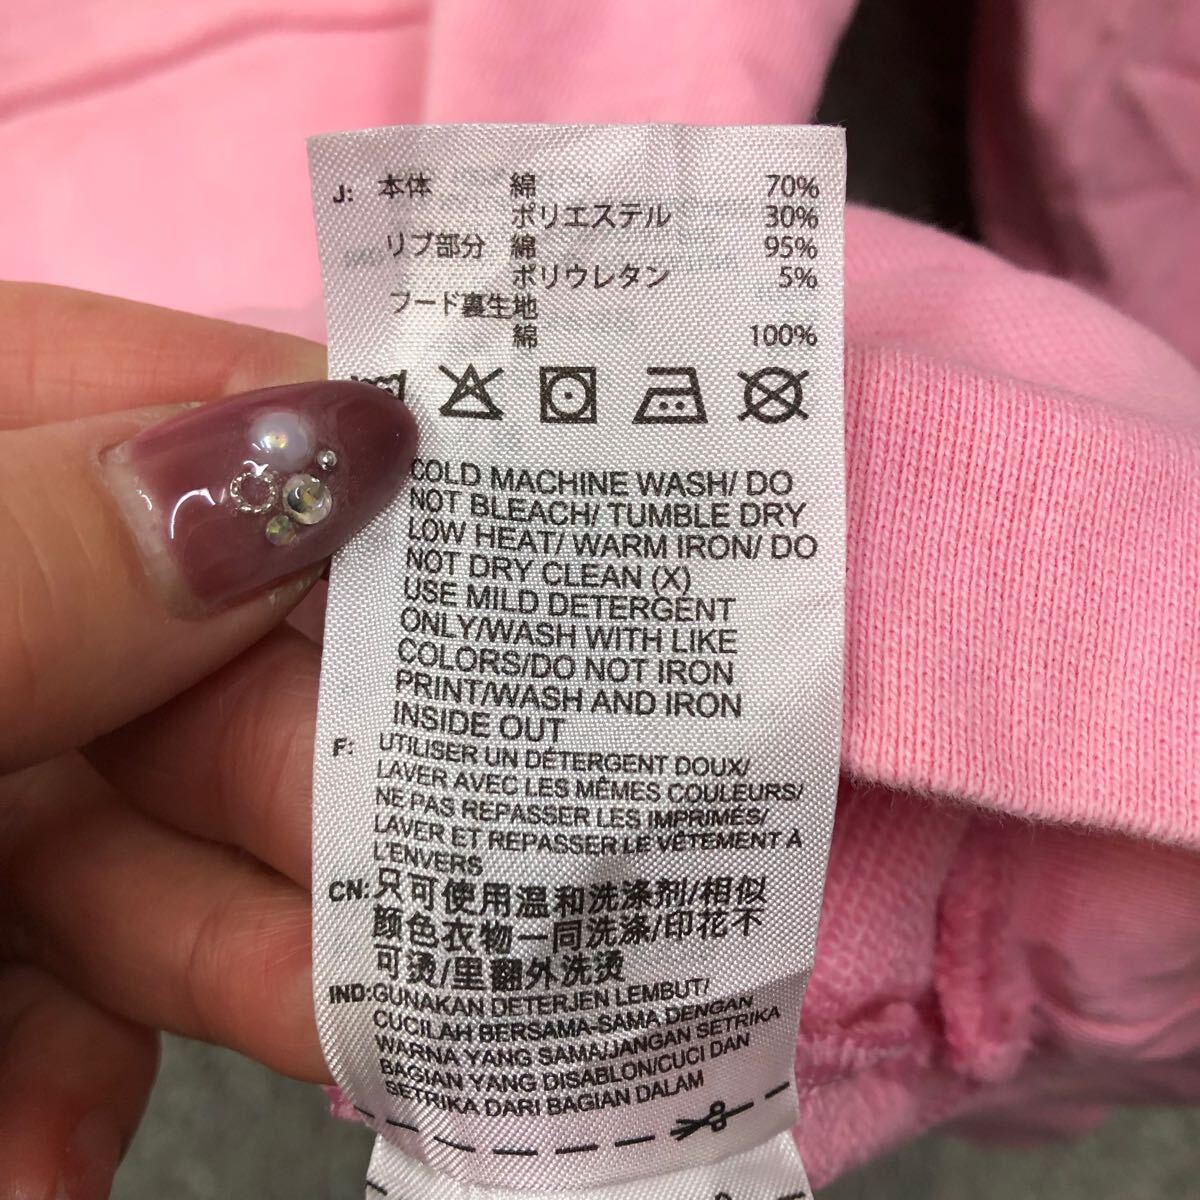 J: 本体 綿 70%
ポリエステル 30%
リブ部分 綿 95%
ポリウレタン 5%
フード裏生地
綿 100%
COLD MACHINE WASH/ DO
NOT BLEACH/ TUMBLE DRY
LOW HEAT/ WARM IRON/ DO
NOT DRY CLEAN (X)
USE MILD DETERGENT
ONLY/WASH WITH LIKE
COLORS/DO NOT IRON
PRINT/WASH AND IRON
INSIDE OUT
F: UTILISER UN DÉTERGENT DOUX/
LAVER AVEC LES MÊMES COULEURS/
NE PAS REPASSER LES IMPRIMÉS/
LAVER ET REPASSER LE VÊTEMENT À
L'ENVERS
CN: 只可使用温和洗涤剂/相似
颜色衣物一同洗涤/印花不
可烫/里翻外洗烫
IND: GUNAKAN DETERJEN LEMBUT/
CUCILAH BERSAMA-SAMA DENGAN
WARNA YANG SAMA/JANGAN SETRIKA
BAGIAN YANG DISABLON/CUCI DAN
SETRIKA DARI BAGIAN DALAM